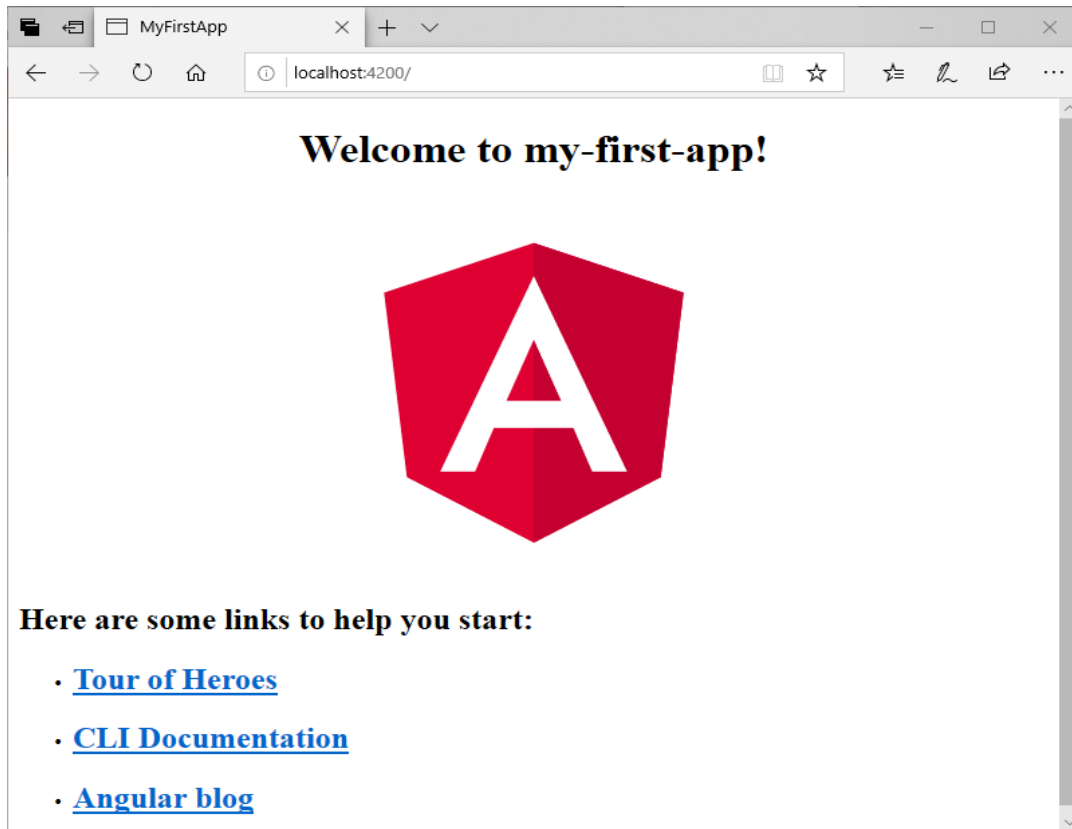 MyFirstApp
localhost:4200/
Welcome to my-first-app!
A
Here are some links to help you start:
• Tour of Heroes
• CLI Documentation
• Angular blog